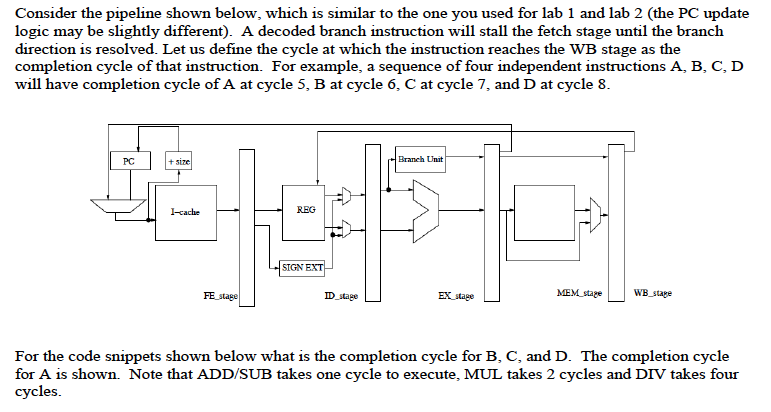 Consider the pipeline shown below, which is similar to the one you used for lab 1 and lab 2 (the PC update
logic may be slightly different).  A decoded branch instruction will stall the fetch stage until the branch
direction is resolved. Let us define the cycle at which the instruction reaches the WB stage as the
completion cycle of that instruction.  For example, a sequence of four independent instructions A, B, C, D
will have completion cycle of A at cycle 5, B at cycle 6, C at cycle 7, and D at cycle 8.
PC
+ size
Branch Unit
I-cache
REG
SIGN EXT
FE_stage
ID_stage
EX_stage
MEM_stage
WB_stage
For the code snippets shown below what is the completion cycle for B, C, and D.  The completion cycle
for A is shown.  Note that ADD/SUB takes one cycle to execute, MUL takes 2 cycles and DIV takes four
cycles.